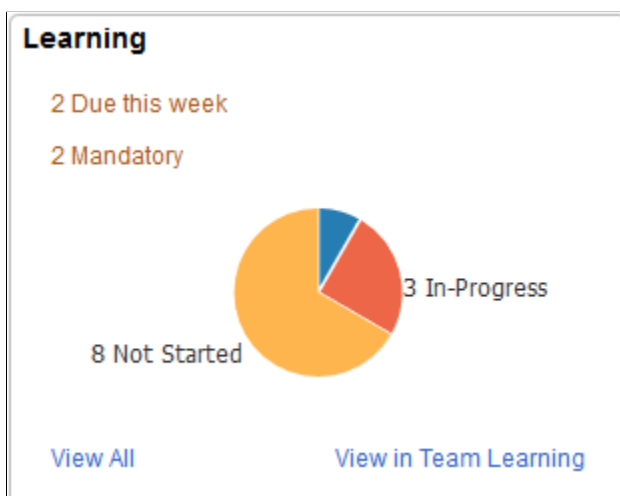 Learning
2 Due this week
2 Mandatory
3 In-Progress
8 Not Started
View All
View in Team Learning